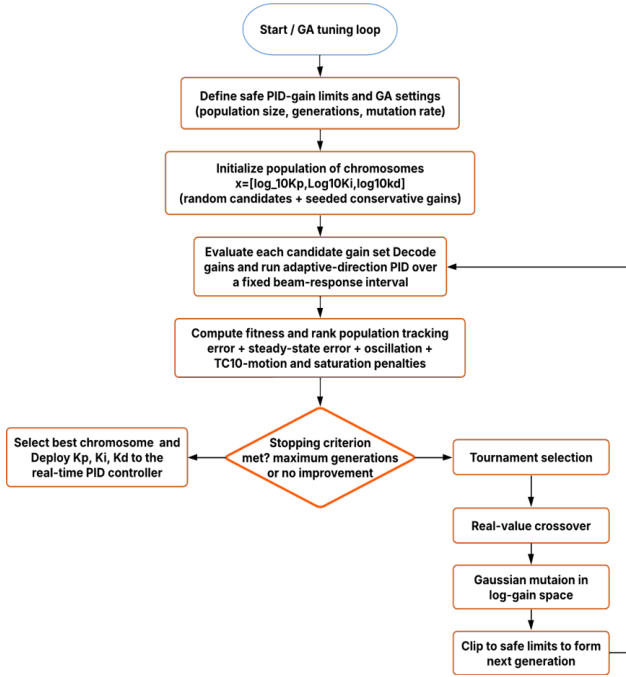 Start / GA tuning loop
Define safe PID-gain limits and GA settings
(population size, generations, mutation rate)
Initialize population of chromosomes
x=[log_10Kp,Log10Ki,log10kd]
(random candidates + seeded conservative gains)
Evaluate each candidate gain set Decode
gains and run adaptive-direction PID over
a fixed beam-response interval
Compute fitness and rank population tracking
error + steady-state error + oscillation +
TC10-motion and saturation penalties
Stopping criterion
met? maximum generations
or no improvement
Select best chromosome and
Deploy Kp, Ki, Kd to the
real-time PID controller
Tournament selection
Real-value crossover
Gaussian mutaion in
log-gain space
Clip to safe limits to form
next generation